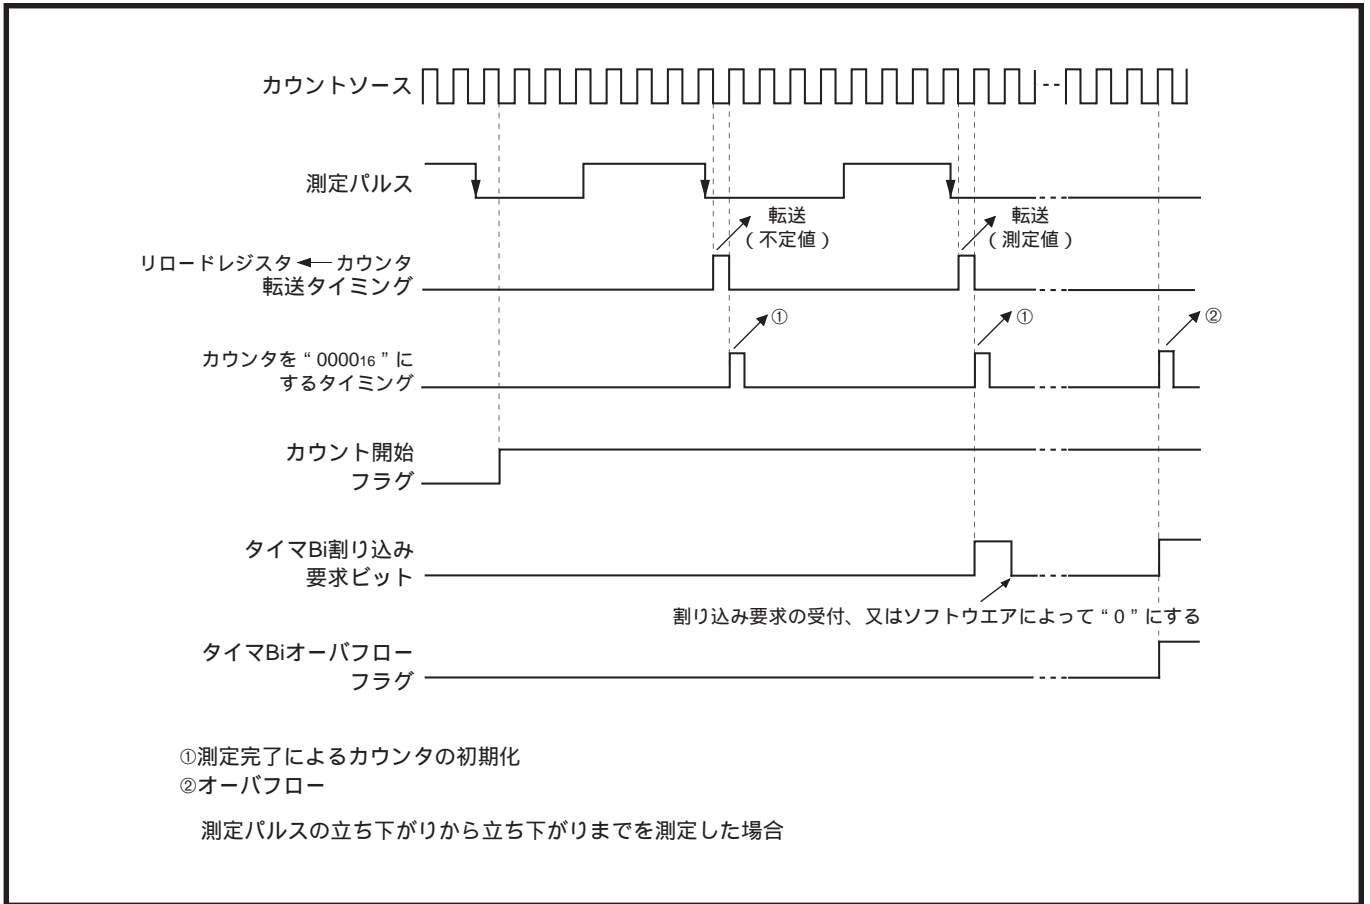 カウントソース
測定パルス
転送
（不定値）
転送
（測定値）
リロードレジスタ ← カウンタ
転送タイミング
①
①
②
カウンタを“000016”に
するタイミング
カウント開始
フラグ
タイマBi割り込み
要求ビット
割り込み要求の受付、又はソフトウエアによって“0”にする
タイマBiオーバフロー
フラグ
①測定完了によるカウンタの初期化
②オーバフロー
測定パルスの立ち下がりから立ち下がりまでを測定した場合